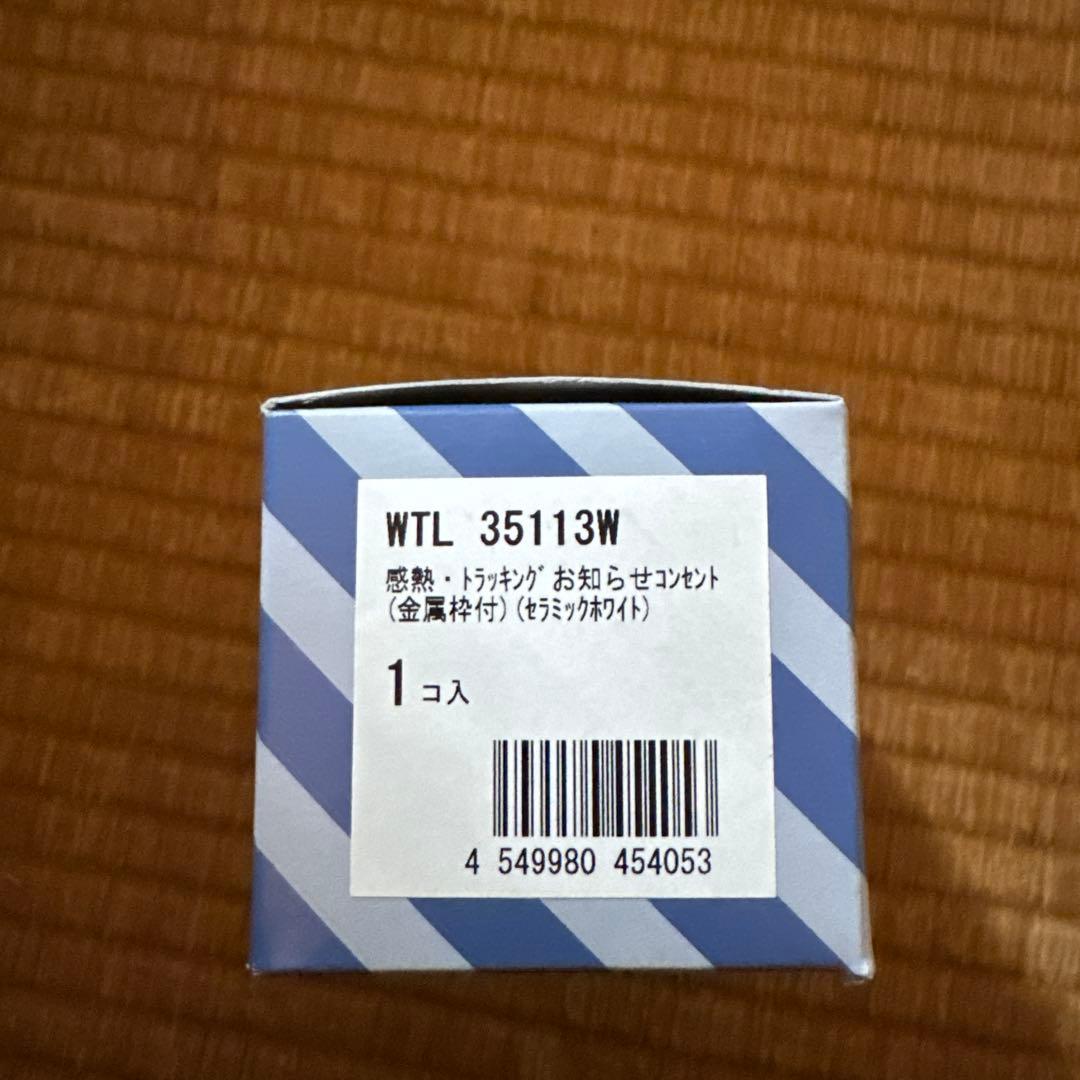 WTL 35113W
感熱・ﾄﾗｯｷﾝｸﾞお知らせｺﾝｾﾝﾄ
(金属枠付)(ｾﾗﾐｯｸﾎﾜｲﾄ)
1 コ入
4 549980 454053